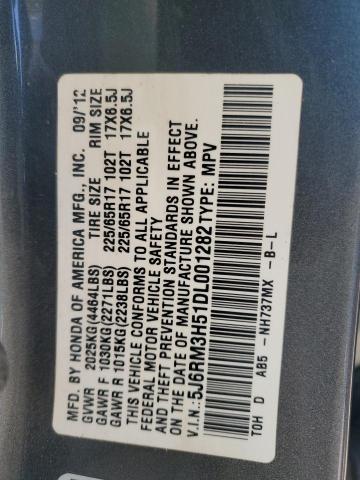 MFD. BY HONDA OF AMERICA MFG., INC. 09/'12
GVWR 2025KG(4464LBS) TIRE SIZE RIM SIZE
GAWR F 1030KG(2271LBS) 225/65R17 102T 17X6.5J
GAWR R 1015KG(2238LBS) 225/65R17 102T 17X6.5J
THIS VEHICLE CONFORMS TO ALL APPLICABLE
FEDERAL MOTOR VEHICLE SAFETY
AND THEFT PREVENTION STANDARDS IN EFFECT
ON DATE OF MANUFACTURE SHOWN ABOVE.
V.I.N.:5J6RM3H51DL001282 TYPE: MPV
TOH D AB5 - NH737MX -B-L